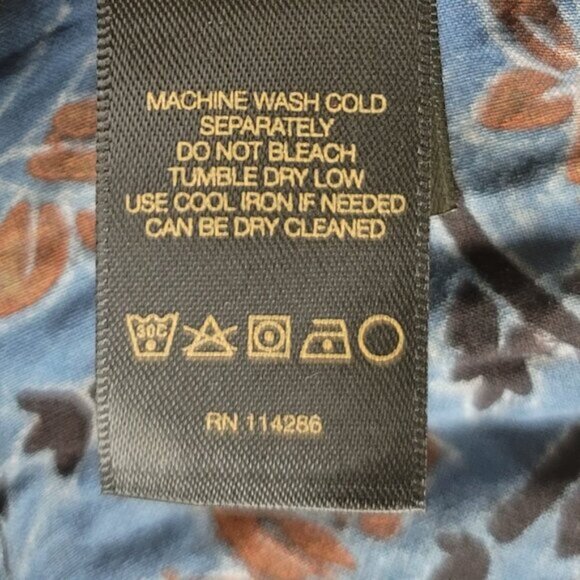 MACHINE WASH COLD
SEPARATELY
DO NOT BLEACH
TUMBLE DRY LOW
USE COOL IRON IF NEEDED
CAN BE DRY CLEANED
30C
RN 114286